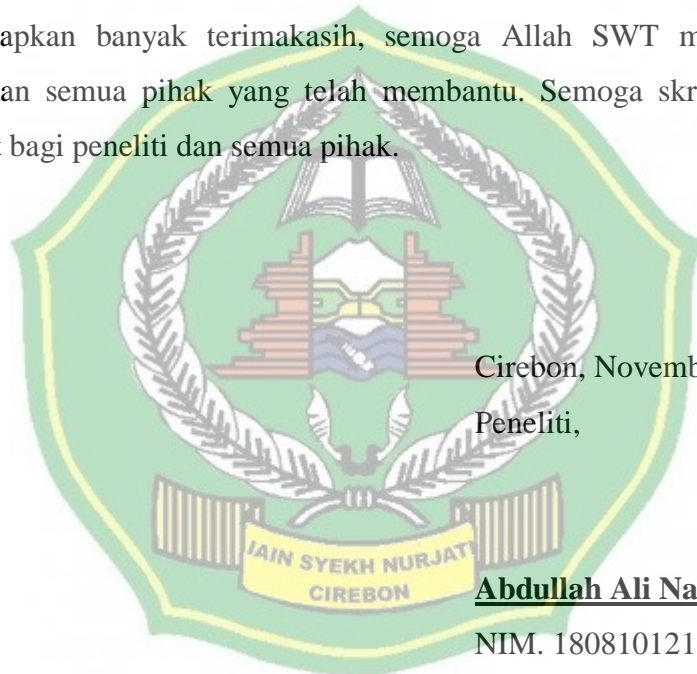 apkan banyak terimakasih, semoga Allah SWT m
an semua pihak yang telah membantu. Semoga skr
bagi peneliti dan semua pihak.
Cirebon, Novemb
Peneliti,
IAIN SYEKH NURJATI
CIREBON
Abdullah Ali Na
NIM. 180810121